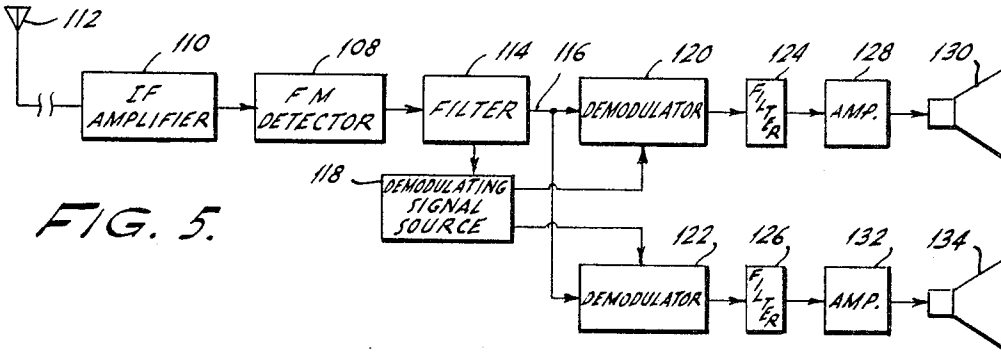 112
110
IF
AMPLIFIER
108
FM
DETECTOR
114
FILTER
116
120
DEMODULATOR
124
FILTER
128
AMP.
130
118
DEMODULATING
SIGNAL
SOURCE
122
DEMODULATOR
126
FILTER
132
AMP.
134
FIG. 5.